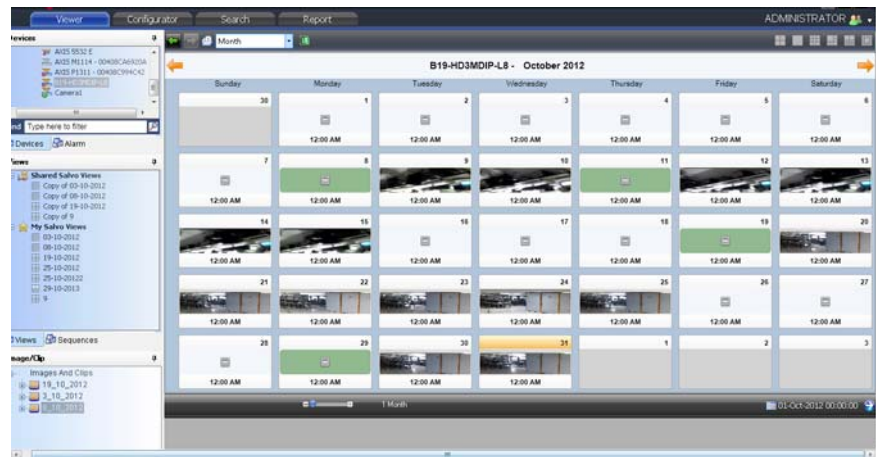 Viewer Configurator Search Report ADMINISTRATOR
Devices
AXIS 5532 E
AXIS M1114 - 00408CA6920A
AXIS P1311 - 00408C994C42
B19-HD3MDIP-L8
Camera1
Type here to filter
Devices Alarm
Views
Shared Salvo Views
Copy of 03-10-2012
Copy of 08-10-2012
Copy of 19-10-2012
Copy of 9
My Salvo Views
03-10-2012
08-10-2012
19-10-2012
25-10-2012
25-10-20122
29-10-2013
9
Views Sequences
Image/Clip
Images And Clips
19_10_2012
3_10_2012
Month
B19-HD3MDIP-L8 - October 2012
Sunday Monday Tuesday Wednesday Thursday Friday Saturday
30 1 2 3 4 5 6
12:00 AM 12:00 AM 12:00 AM 12:00 AM 12:00 AM 12:00 AM
7 8 9 10 11 12 13
12:00 AM 12:00 AM 12:00 AM 12:00 AM 12:00 AM 12:00 AM 12:00 AM
14 15 16 17 18 19 20
12:00 AM 12:00 AM 12:00 AM 12:00 AM 12:00 AM 12:00 AM 12:00 AM
21 22 23 24 25 26 27
12:00 AM 12:00 AM 12:00 AM 12:00 AM 12:00 AM 12:00 AM 12:00 AM
28 29 30 31 1 2 3
12:00 AM 12:00 AM 12:00 AM 12:00 AM
1 Month 01-Oct-2012 00:00:00